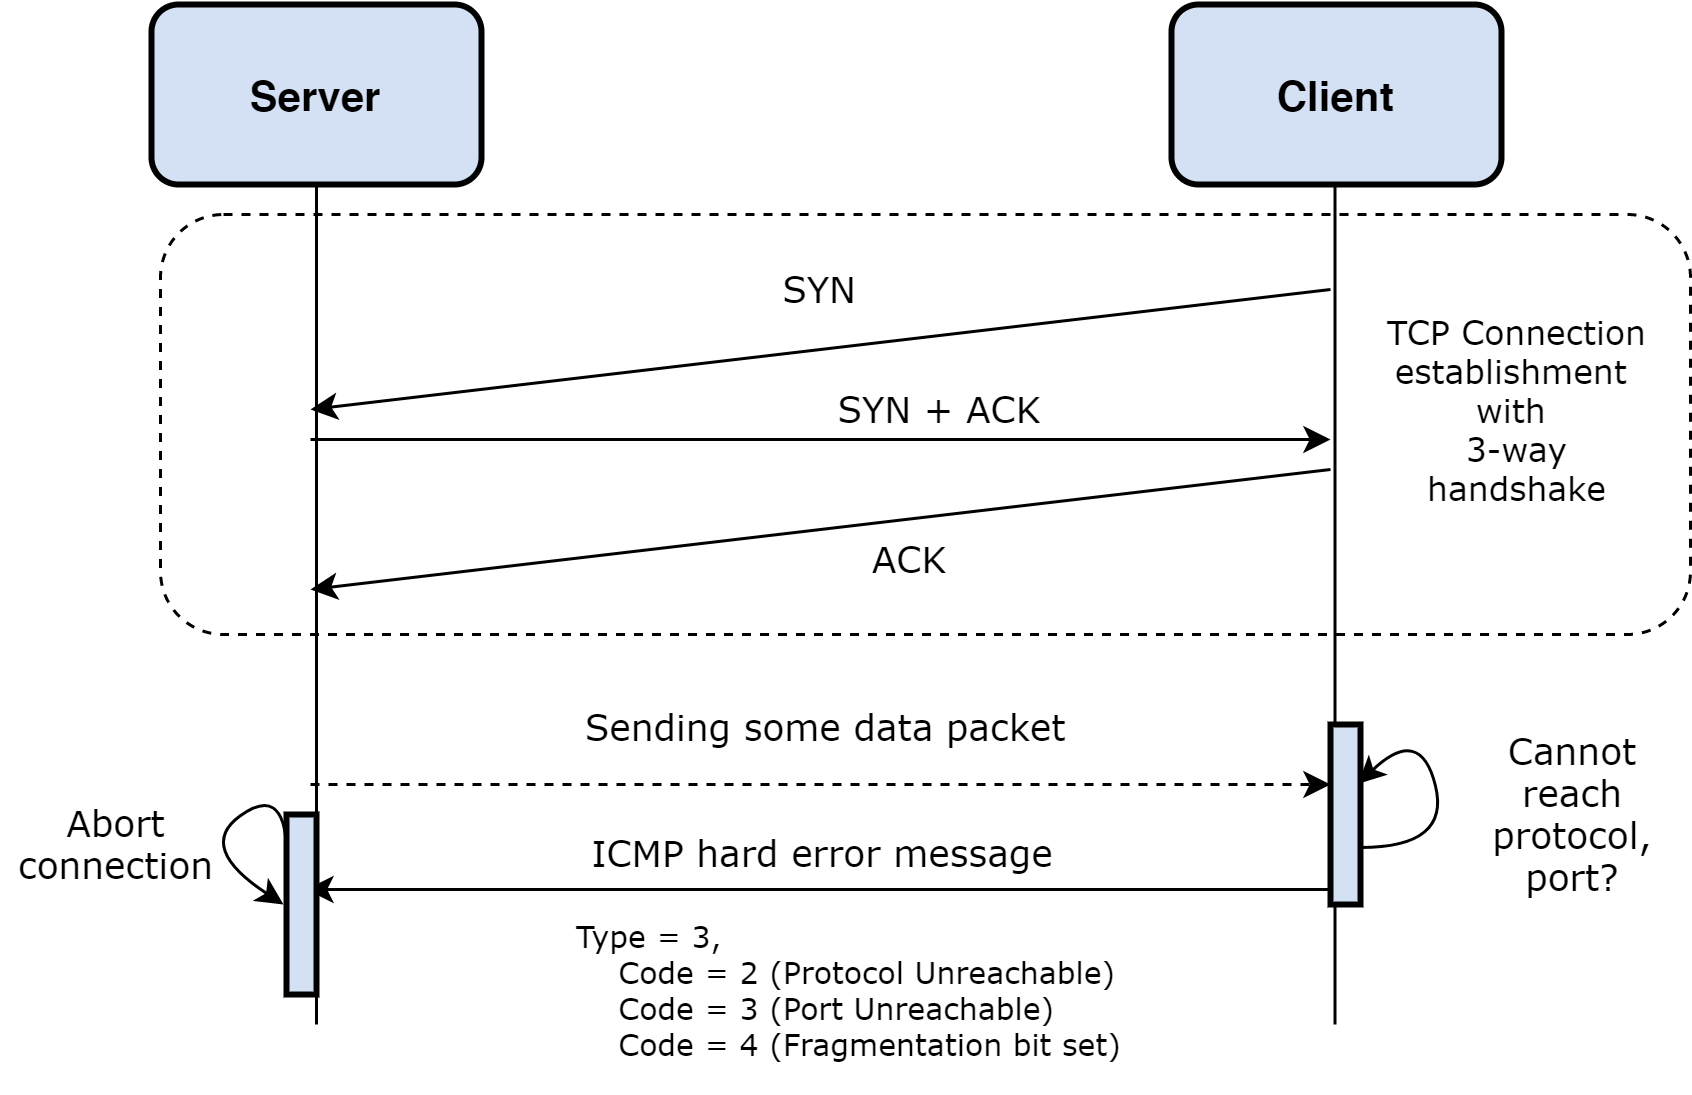 Server
Client
SYN
TCP Connection
establishment
with
3-way
handshake
SYN + ACK
ACK
Sending some data packet
Cannot
reach
protocol,
port?
Abort
connection
ICMP hard error message
Type = 3,
Code = 2 (Protocol Unreachable)
Code = 3 (Port Unreachable)
Code = 4 (Fragmentation bit set)